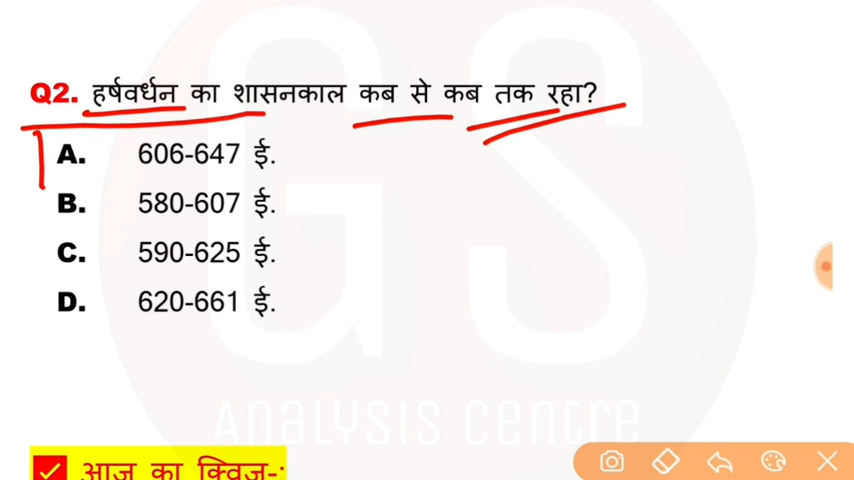 Q2. हर्षवर्धन का शासनकाल कब से कब तक रहा?
A. 606-647 ई.
B. 580-607 ई.
C. 590-625 ई.
D. 620-661 ई.
GS
Analysis Centre
आज का क्विज-: